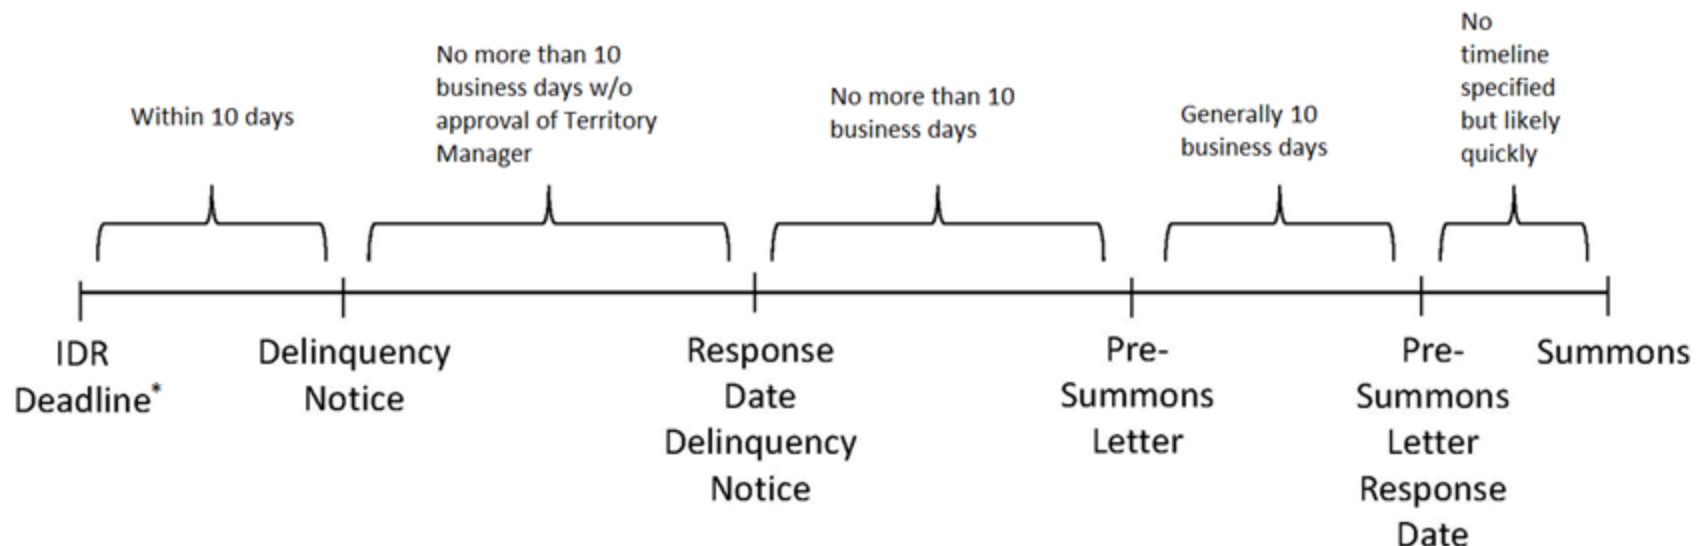 Within 10 days
No more than 10
business days w/o
approval of Territory
Manager
No more than 10
business days
Generally 10
business days
No
timeline
specified
but likely
quickly
IDR
Deadline*
Delinquency
Notice
Response
Date
Delinquency
Notice
Pre-
Summons
Letter
Pre-
Summons
Letter
Response
Date
Summons